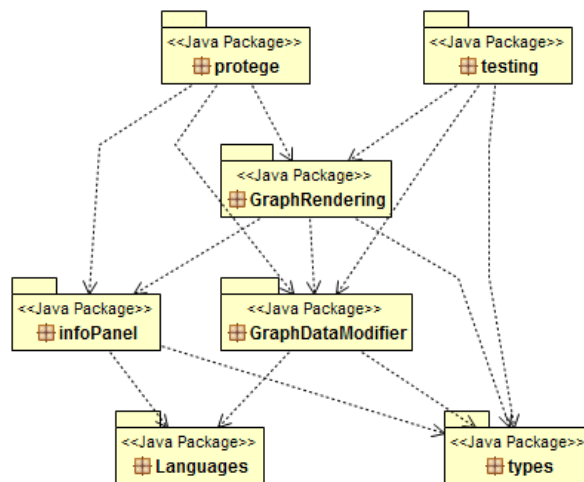 <<Java Package>>
protege
<<Java Package>>
testing
<<Java Package>>
GraphRendering
<<Java Package>>
infoPanel
<<Java Package>>
GraphDataModifier
<<Java Package>>
Languages
<<Java Package>>
types